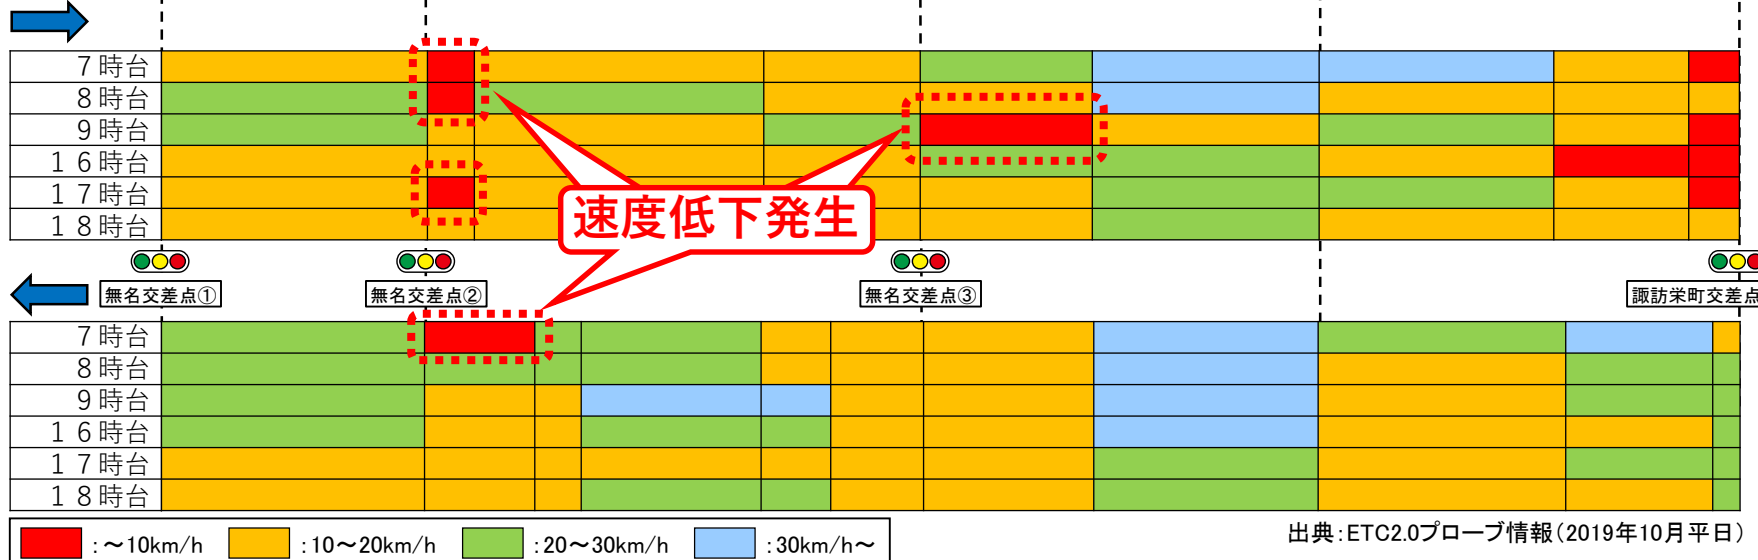 7時台
8時台
9時台
16時台
17時台
18時台
速度低下発生
無名交差点①
無名交差点②
無名交差点③
諏訪栄町交差点
7時台
8時台
9時台
16時台
17時台
18時台
:～10km/h :10～20km/h :20～30km/h :30km/h～
出典:ETC2.0プローブ情報(2019年10月平日)